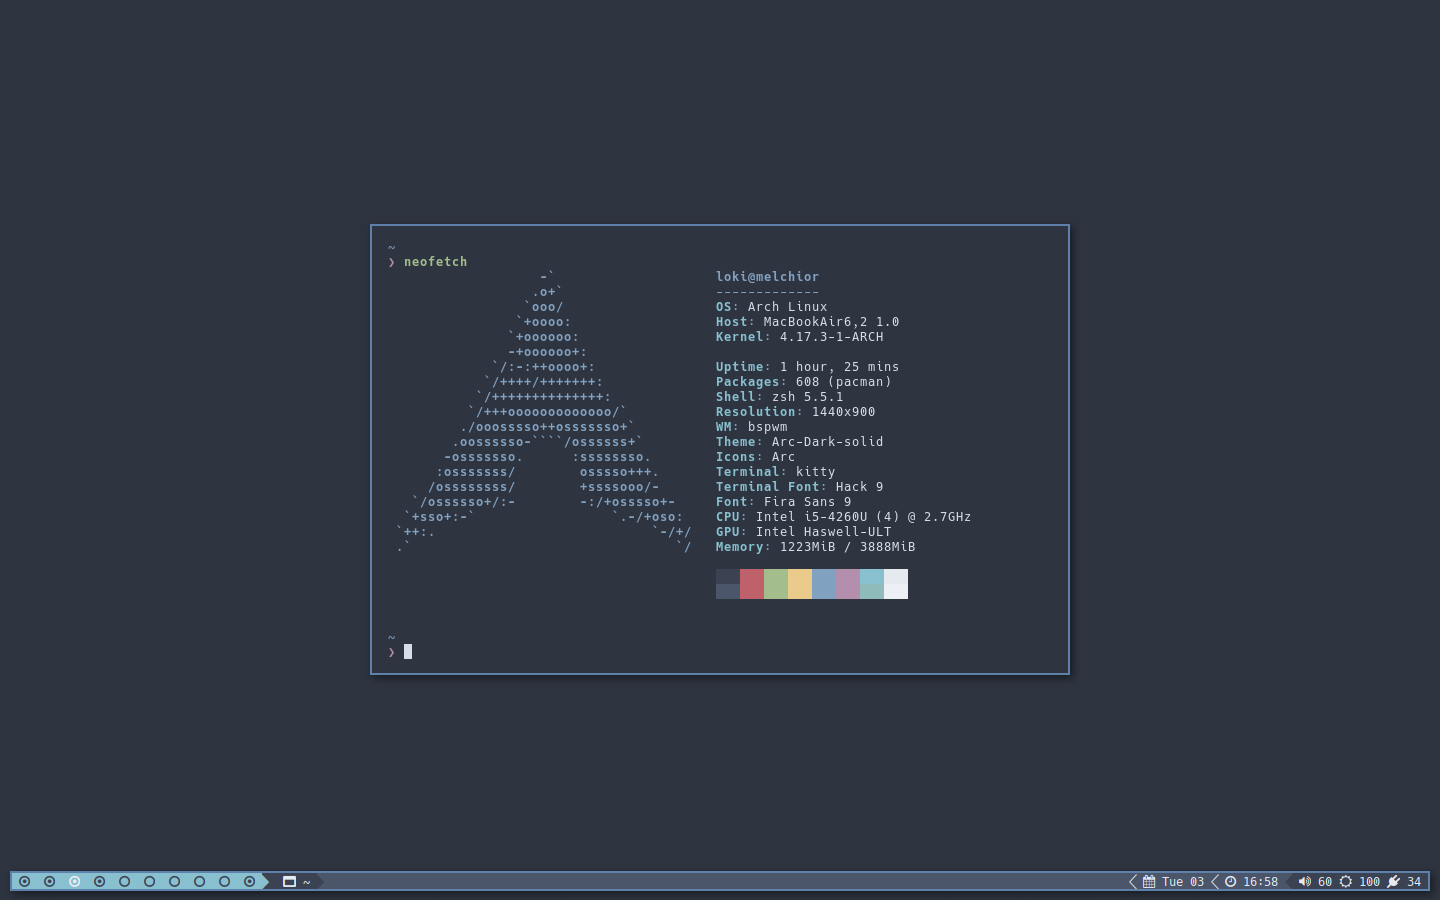 ~
❯ neofetch
                   -`
                  .o+`
                 `ooo/
                `+oooo:
               `+oooooo:
               -+oooooo+:
             `/:-:++oooo+:
            `/++++/+++++++:
           `/++++++++++++++:
          `/+++ooooooooooooo/`
         ./ooosssso++osssssso+`
        .oossssso-````/ossssss+`
       -osssssso.      :ssssssso.
      :osssssss/        osssso+++.
     /ossssssss/        +ssssooo/-
   `/ossssso+/:-        -:/+osssso+-
  `+sso+:-`                 `.-/+oso:
 `++:.                           `-/+/
 .`                                 `/
loki@melchior
-------------
OS: Arch Linux
Host: MacBookAir6,2 1.0
Kernel: 4.17.3-1-ARCH
Uptime: 1 hour, 25 mins
Packages: 608 (pacman)
Shell: zsh 5.5.1
Resolution: 1440x900
WM: bspwm
Theme: Arc-Dark-solid
Icons: Arc
Terminal: kitty
Terminal Font: Hack 9
Font: Fira Sans 9
CPU: Intel i5-4260U (4) @ 2.7GHz
GPU: Intel Haswell-ULT
Memory: 1223MiB / 3888MiB
~
❯
~ Tue 03 16:58 60 100 34